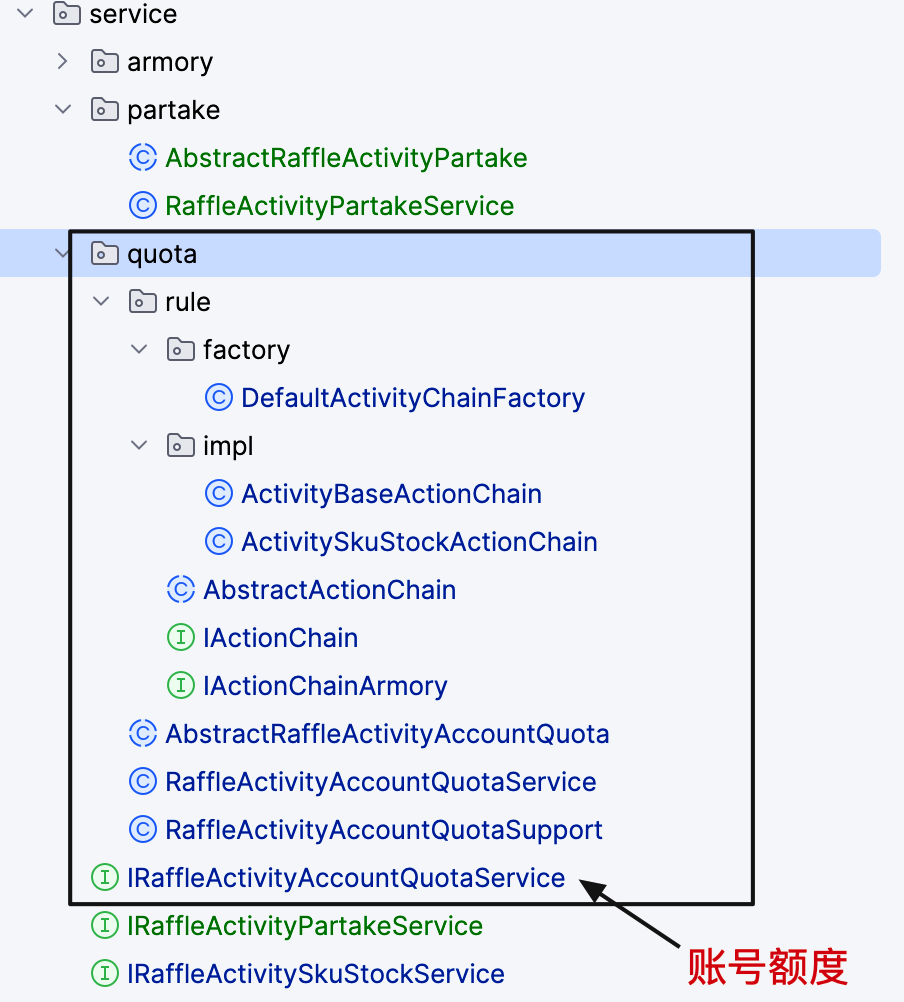 service
armory
partake
C AbstractRaffleActivityPartake
C RaffleActivityPartakeService
quota
rule
factory
C DefaultActivityChainFactory
impl
C ActivityBaseActionChain
C ActivitySkuStockActionChain
C AbstractActionChain
I IActionChain
I IActionChainArmory
C AbstractRaffleActivityAccountQuota
C RaffleActivityAccountQuotaService
C RaffleActivityAccountQuotaSupport
I IRaffleActivityAccountQuotaService
I IRaffleActivityPartakeService
I IRaffleActivitySkuStockService
账号额度